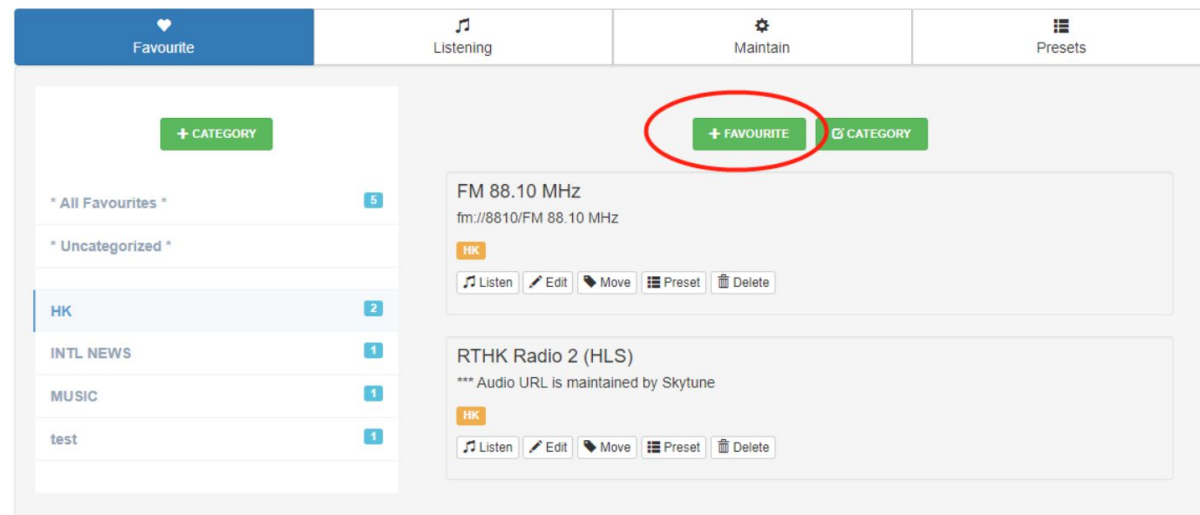 Favourite
Listening
Maintain
Presets
+ CATEGORY
* All Favourites * 5
* Uncategorized *
HK 2
INTL NEWS 1
MUSIC 1
test 1
+ FAVOURITE CATEGORY
FM 88.10 MHz
fm://8810/FM 88.10 MHz
HK
Listen Edit Move Preset Delete
RTHK Radio 2 (HLS)
*** Audio URL is maintained by Skytune
HK
Listen Edit Move Preset Delete